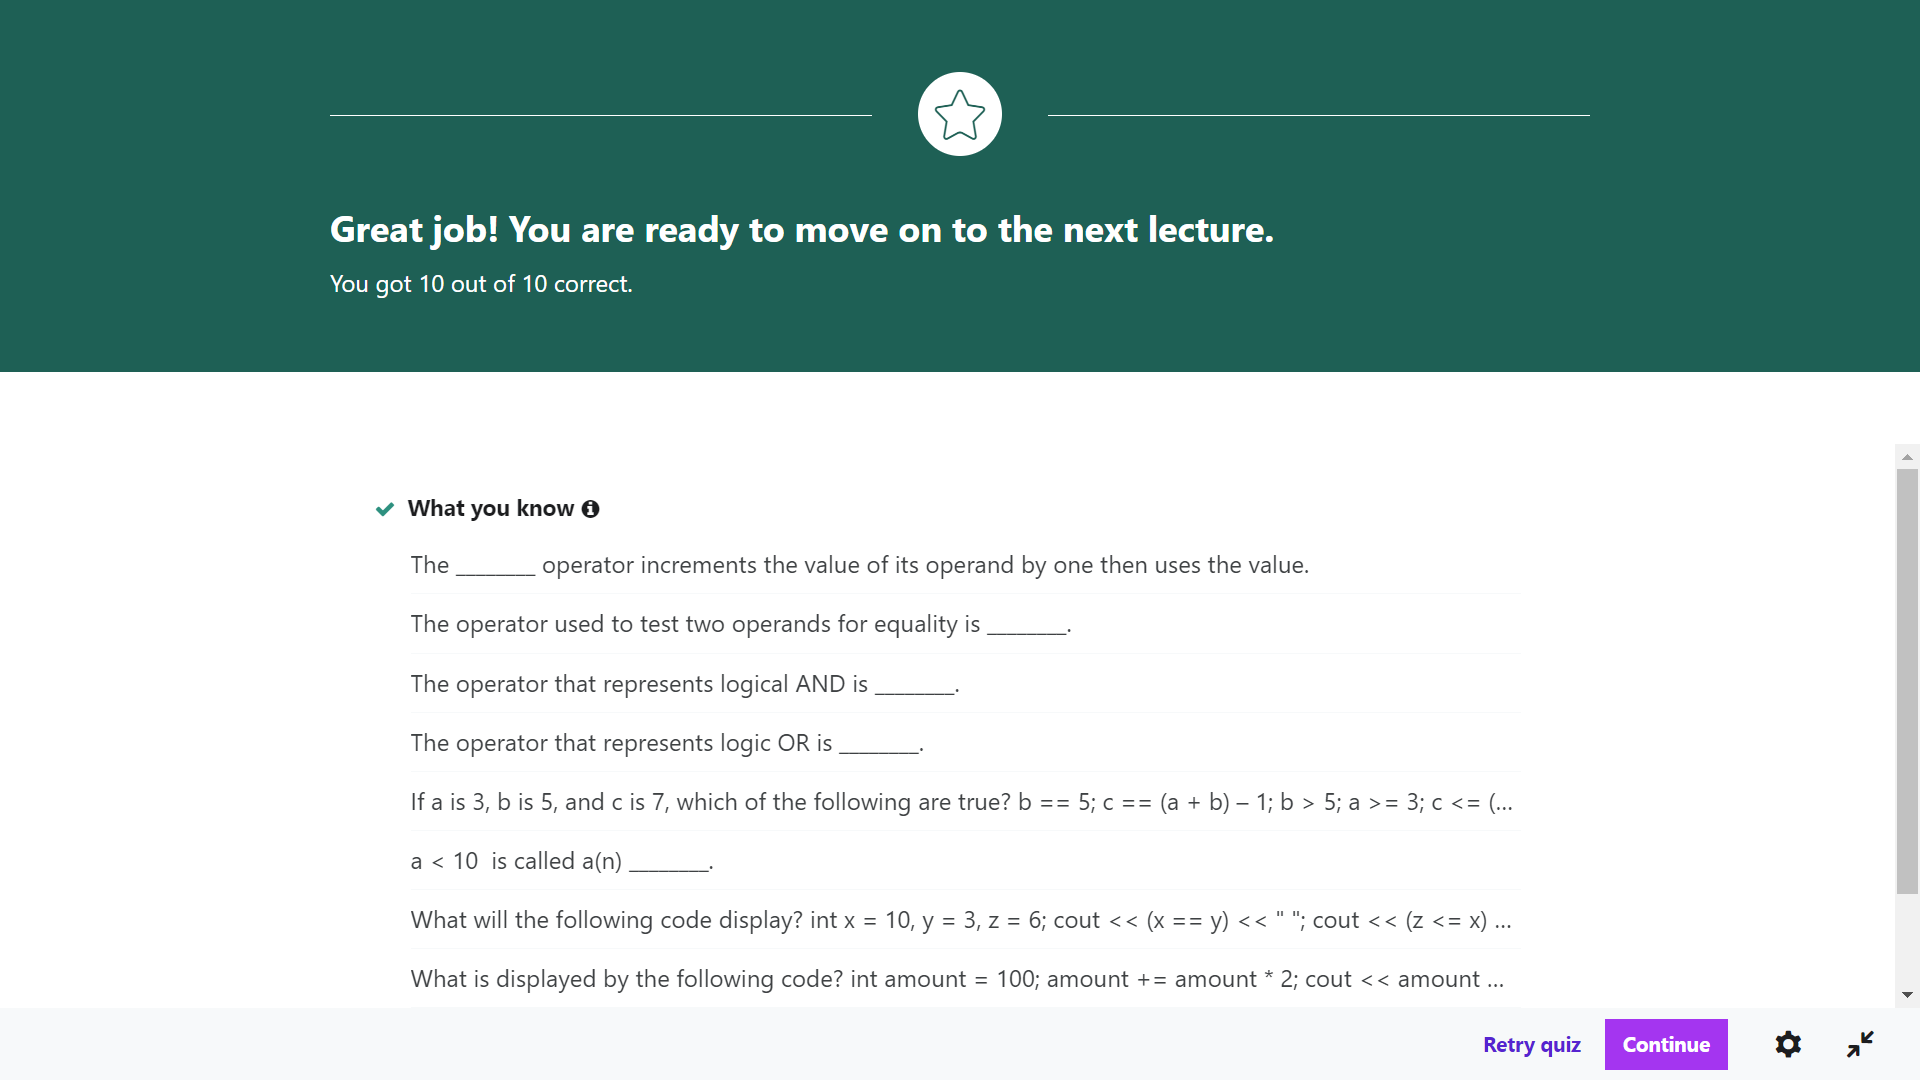 Great job! You are ready to move on to the next lecture.
You got 10 out of 10 correct.
What you know
The ________ operator increments the value of its operand by one then uses the value.
The operator used to test two operands for equality is ________.
The operator that represents logical AND is ________.
The operator that represents logic OR is ________.
If a is 3, b is 5, and c is 7, which of the following are true? b == 5; c == (a + b) – 1; b > 5; a >= 3; c <= (...
a < 10  is called a(n) ________.
What will the following code display? int x = 10, y = 3, z = 6; cout << (x == y) << " "; cout << (z <= x) ...
What is displayed by the following code? int amount = 100; amount += amount * 2; cout << amount ...
Retry quiz
Continue